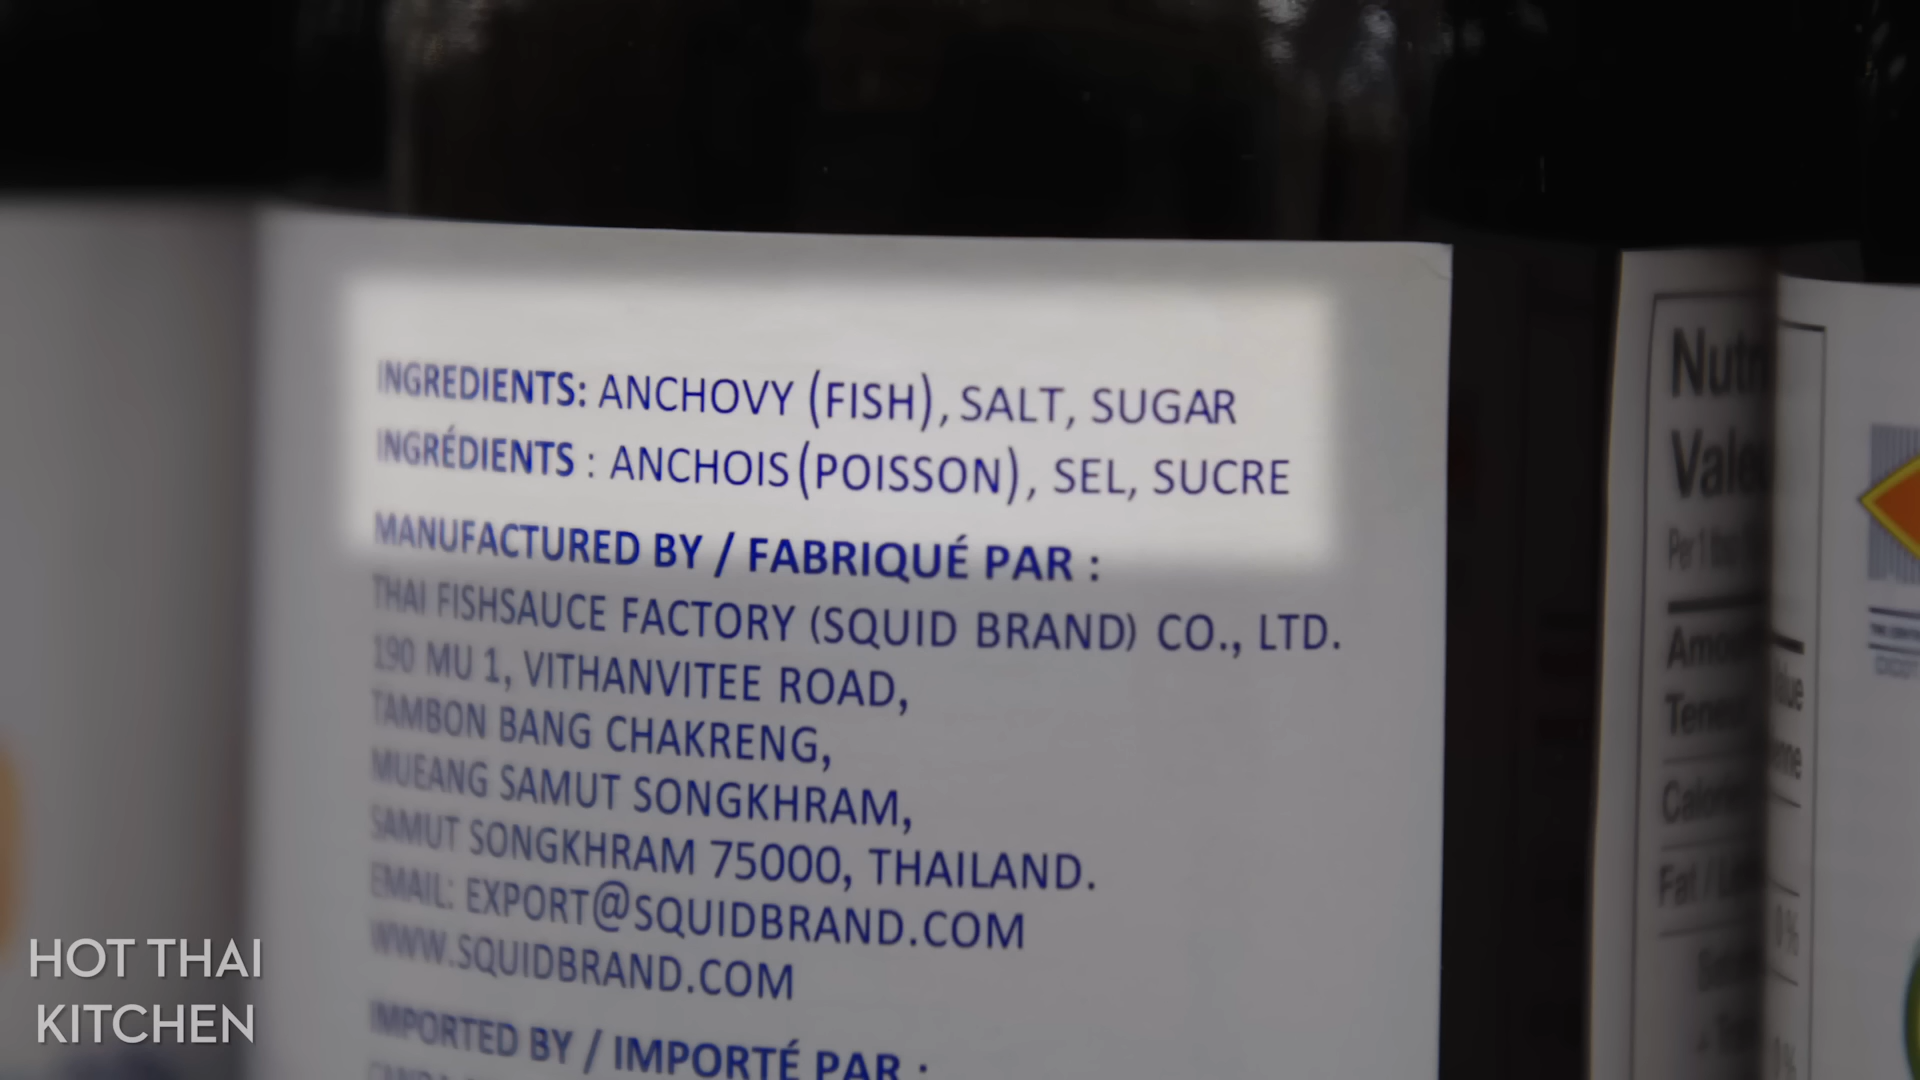 INGREDIENTS: ANCHOVY (FISH), SALT, SUGAR
INGRÉDIENTS : ANCHOIS (POISSON), SEL, SUCRE
MANUFACTURED BY / FABRIQUÉ PAR :
THAI FISHSAUCE FACTORY (SQUID BRAND) CO., LTD.
190 MU 1, VITHANVITEE ROAD,
TAMBON BANG CHAKRENG,
MUEANG SAMUT SONGKHRAM,
SAMUT SONGKHRAM 75000, THAILAND.
EMAIL: EXPORT@SQUIDBRAND.COM
WWW.SQUIDBRAND.COM
IMPORTED BY / IMPORTÉ PAR :
HOT THAI
KITCHEN